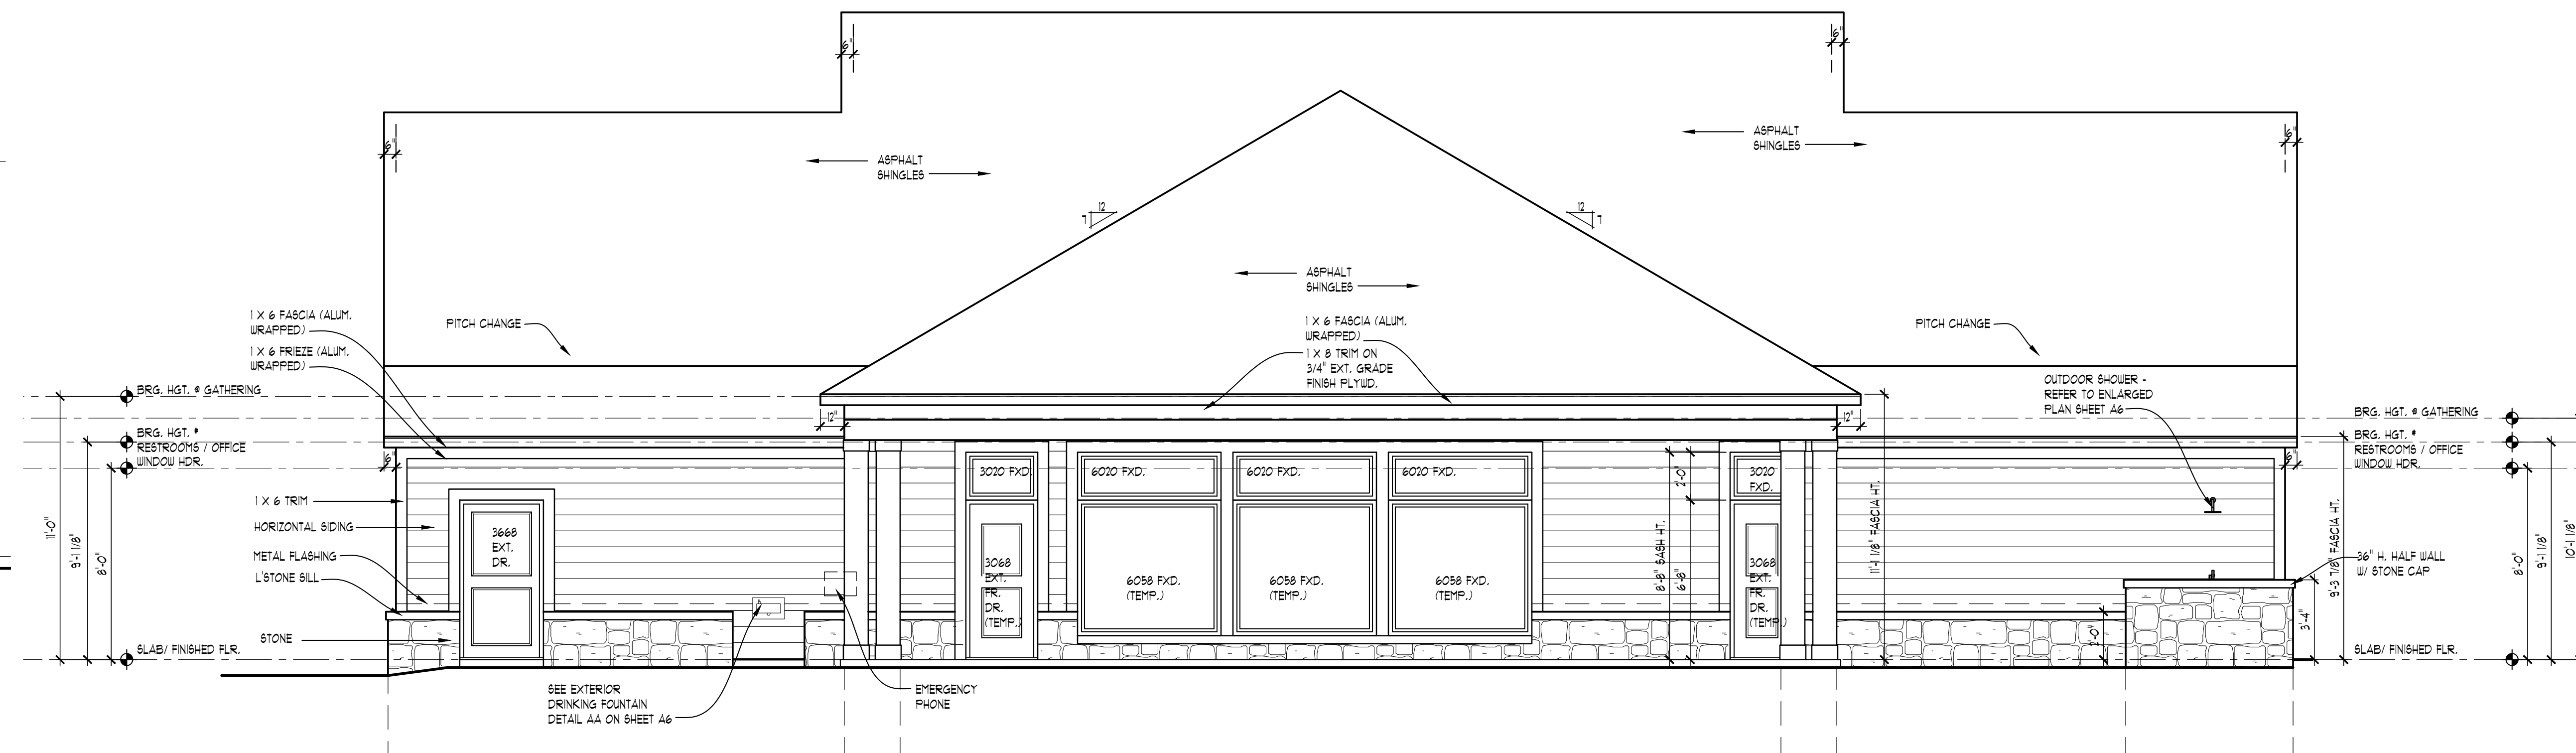 6"
6"
6"
6"
ASPHALT
SHINGLES
ASPHALT
SHINGLES
12
7
12
7
ASPHALT
SHINGLES
1 X 6 FASCIA (ALUM.
WRAPPED)
1 X 6 FRIEZE (ALUM.
WRAPPED)
PITCH CHANGE
1 X 6 FASCIA (ALUM.
WRAPPED)
1 X 8 TRIM ON
3/4" EXT. GRADE
FINISH PLYWD.
PITCH CHANGE
OUTDOOR SHOWER -
REFER TO ENLARGED
PLAN SHEET A6
BRG. HGT. @ GATHERING
BRG. HGT. @
RESTROOMS / OFFICE
WINDOW HDR.
12"
12"
BRG. HGT. @ GATHERING
BRG. HGT. @
RESTROOMS / OFFICE
WINDOW HDR.
6"
6"
1 X 6 TRIM
HORIZONTAL SIDING
METAL FLASHING
L'STONE SILL
STONE
SLAB/ FINISHED FLR.
11'-0"
9'-1 1/8"
8'-0"
3668
EXT.
DR.
3020 FXD.
6020 FXD.
6020 FXD.
6020 FXD.
3020
FXD.
3068
EXT.
FR.
DR.
(TEMP.)
6058 FXD.
(TEMP.)
6058 FXD.
(TEMP.)
6058 FXD.
(TEMP.)
3068
EXT.
FR.
DR.
(TEMP.)
8'-8" SASH HT.
2'-0"
6'-8"
11'-1 1/8" FASCIA HT.
2'-0"
3'-4"
9'-3 7/8" FASCIA HT.
36" H. HALF WALL
W/ STONE CAP
SLAB/ FINISHED FLR.
8'-0"
9'-1 1/8"
10'-1 1/8"
SEE EXTERIOR
DRINKING FOUNTAIN
DETAIL AA ON SHEET A6
EMERGENCY
PHONE